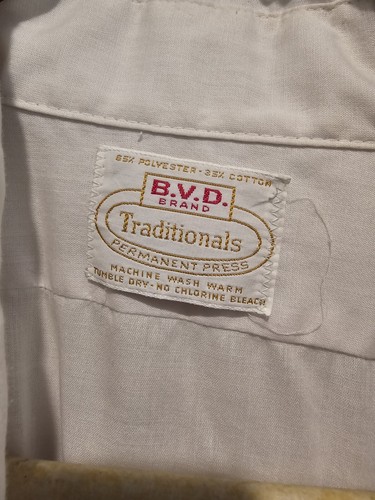 65% POLYESTER - 35% COTTON
B.V.D.
BRAND
Traditionals
PERMANENT PRESS
MACHINE WASH WARM
TUMBLE DRY - NO CHLORINE BLEACH